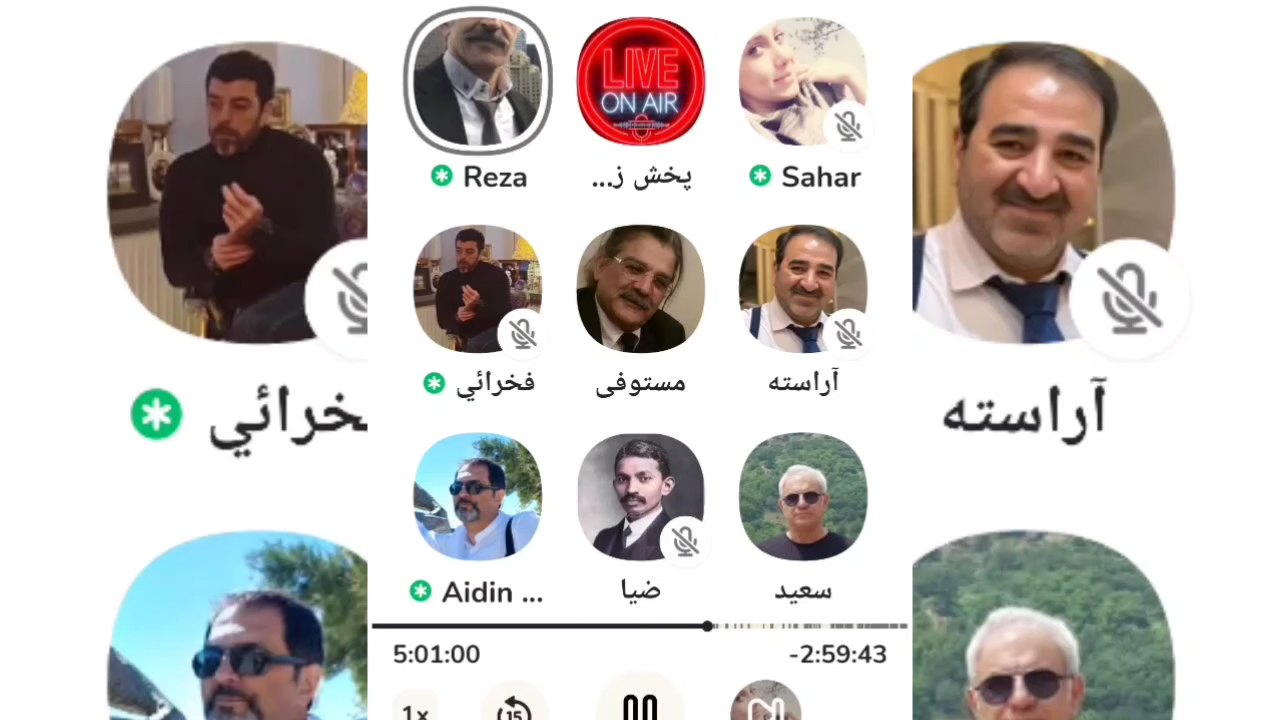 LIVE
ON AIR
Reza
پخش ز...
Sahar
فخرائي
مستوفی
آراسته
Aidin ...
ضیا
سعید
5:01:00
-2:59:43
1x
15
خرائي
آراسته